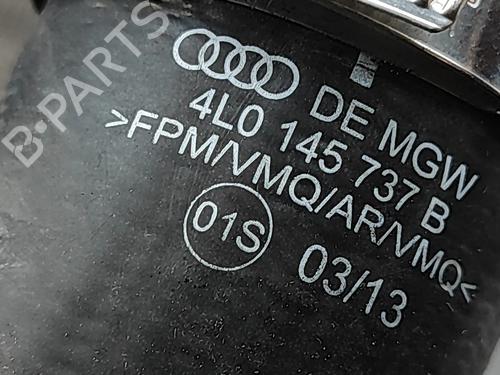 B-PARTS
DE MGW
4L0 145 737 B
>FPM/VMQ/AR/VMQ<
01S
03/13